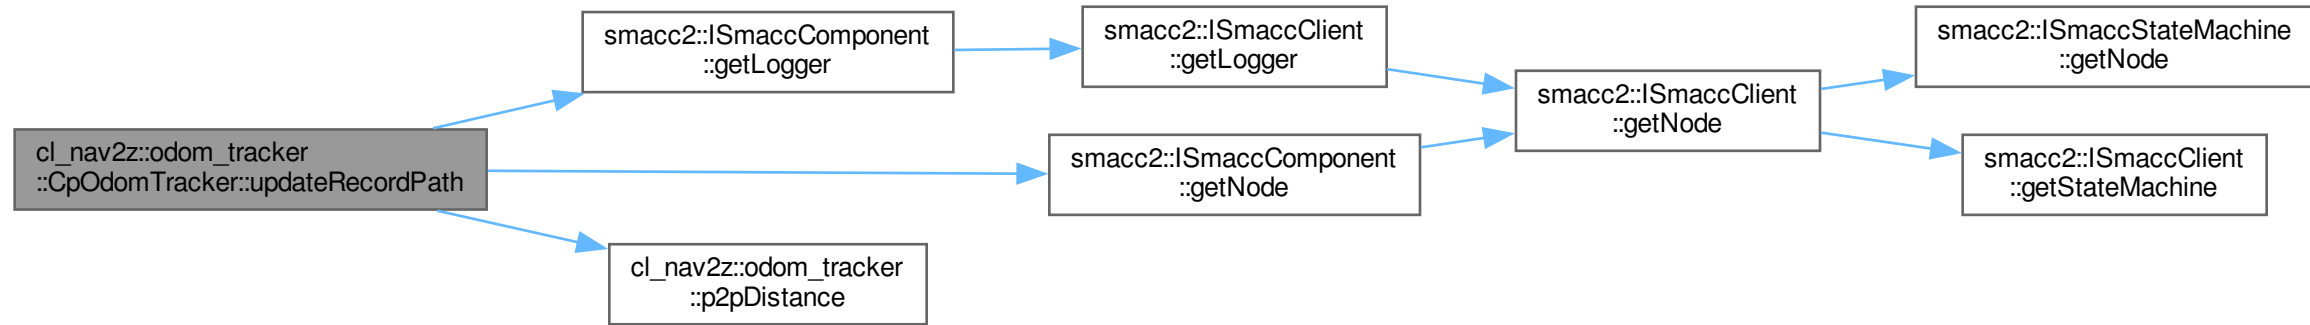 cl_nav2z::odom_tracker
::CpOdomTracker::updateRecordPath
smacc2::ISmaccComponent
::getLogger
smacc2::ISmaccClient
::getLogger
smacc2::ISmaccClient
::getNode
smacc2::ISmaccStateMachine
::getNode
smacc2::ISmaccClient
::getStateMachine
smacc2::ISmaccComponent
::getNode
cl_nav2z::odom_tracker
::p2pDistance